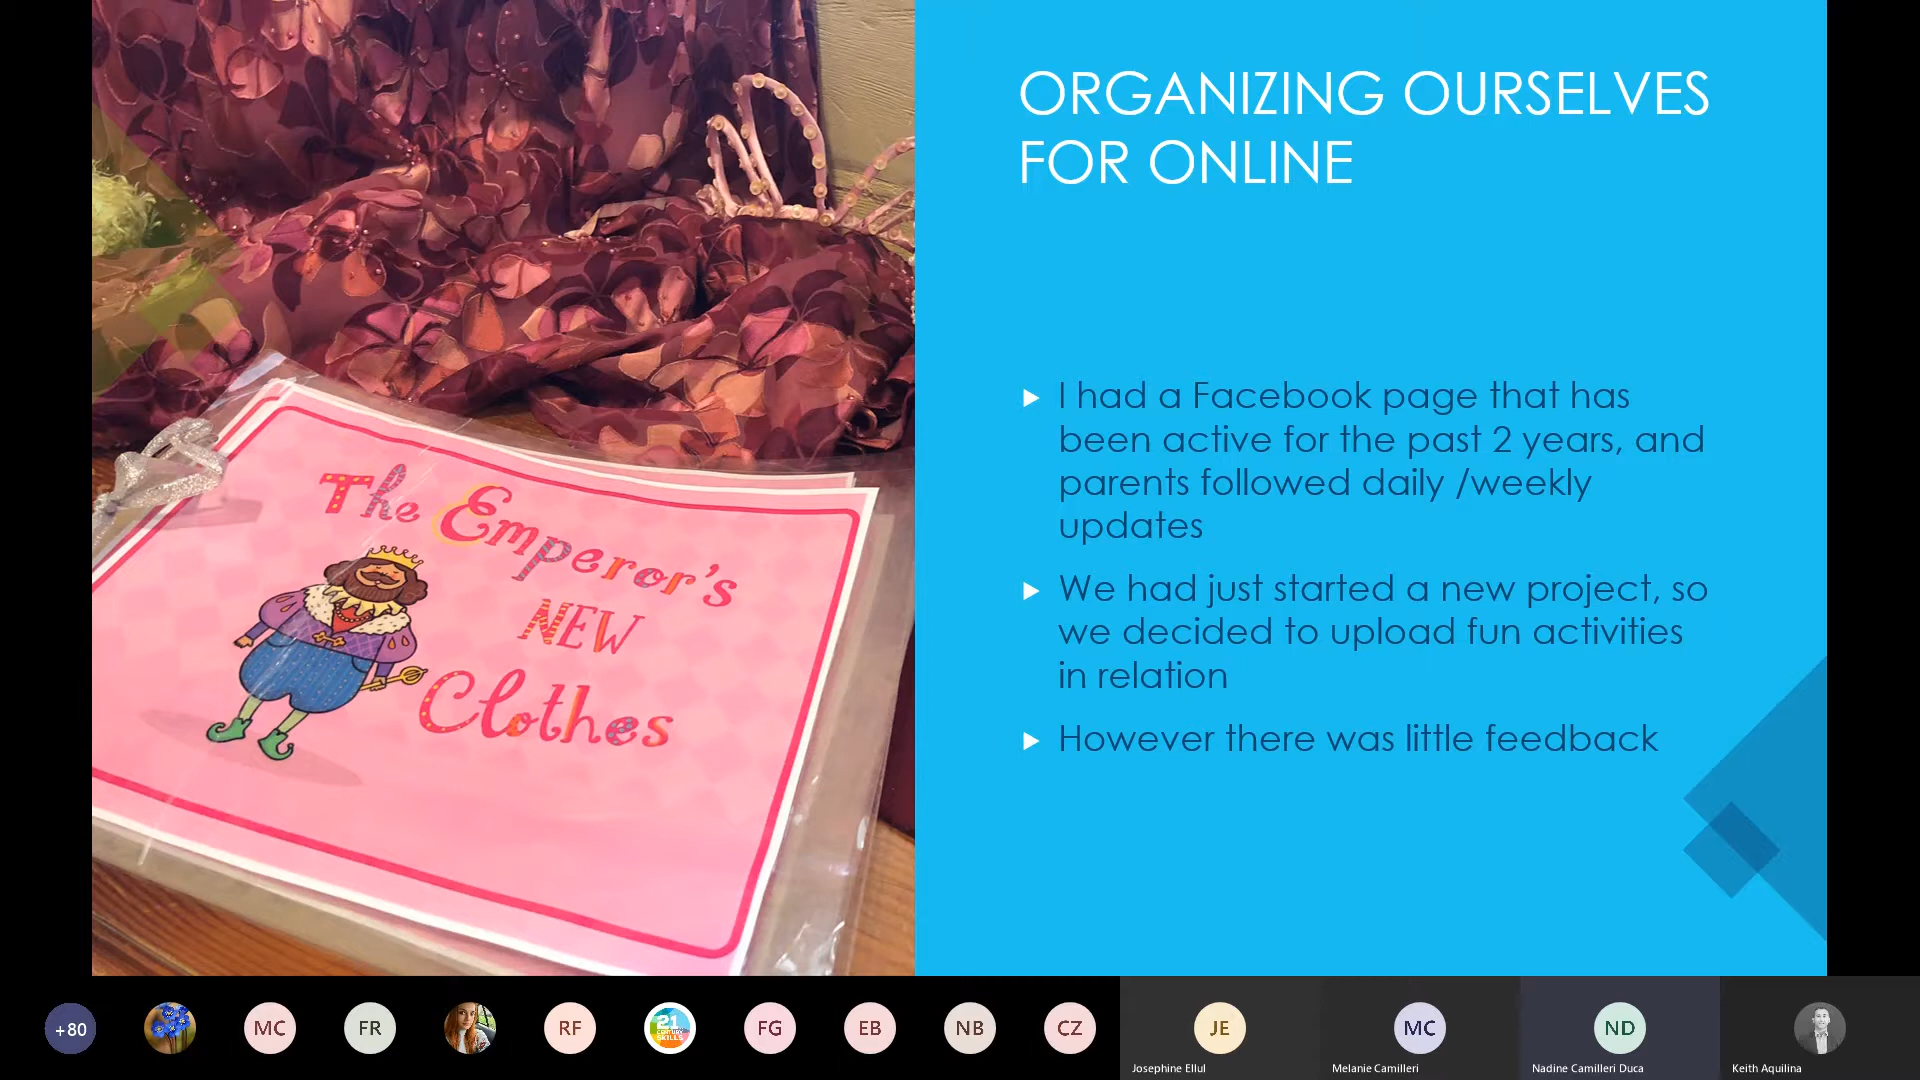 ORGANIZING OURSELVES
FOR ONLINE
I had a Facebook page that has
been active for the past 2 years, and
parents followed daily /weekly
updates
We had just started a new project, so
we decided to upload fun activities
in relation
However there was little feedback
The Emperor's
NEW
Clothes
+80
MC
FR
RF
21
CENTURY
SKILLS
FG
EB
NB
CZ
JE
MC
ND
Josephine Ellul
Melanie Camilleri
Nadine Camilleri Duca
Keith Aquilina